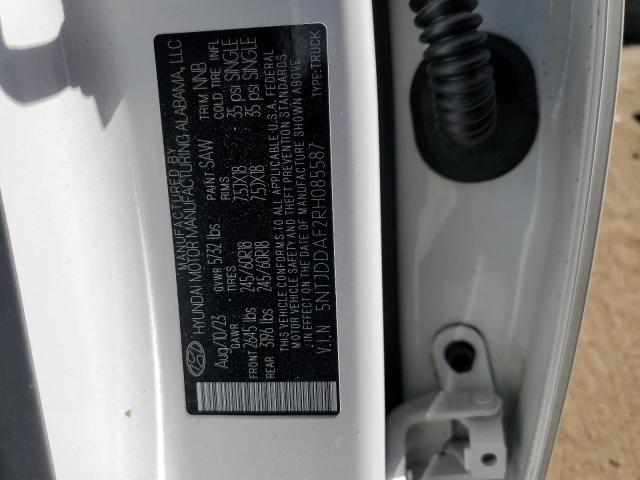 MANUFACTURED BY
HYUNDAI MOTOR MANUFACTURING ALABAMA, LLC
Aug/10/23 GVWR 5732 lbs PAINT SAW TRIM NNB
GAWR TIRES RIMS COLD TIRE INFL
FRONT 2645 lbs 245/60R18 7.5JX18 35 psi SINGLE
REAR 3196 lbs 245/60R18 7.5JX18 35 psi SINGLE
THIS VEHICLE CONFORMS TO ALL APPLICABLE U.S.A. FEDERAL
MOTOR VEHICLE SAFETY AND THEFT PREVENTION STANDARDS
IN EFFECT ON THE DATE OF MANUFACTURE SHOWN ABOVE
V.I.N 5NTJDDAF2RH085587 TYPE:TRUCK